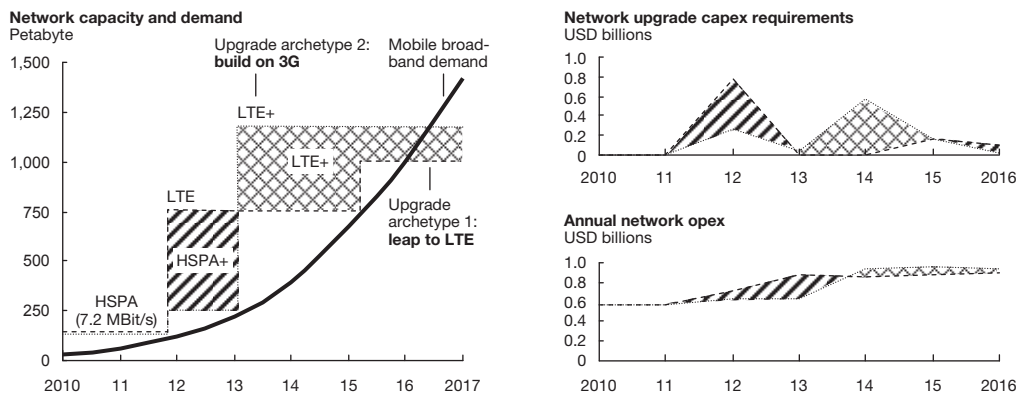 Network capacity and demand
Petabyte
Upgrade archetype 2:
build on 3G
Mobile broad-
band demand
1,500
1,250
1,000
750
500
250
0
LTE+
LTE+
LTE
HSPA+
HSPA
(7.2 MBit/s)
Upgrade
archetype 1:
leap to LTE
2010 11 12 13 14 15 16 2017
Network upgrade capex requirements
USD billions
1.0
0.8
0.6
0.4
0.2
0
2010 11 12 13 14 15 2016
Annual network opex
USD billions
1.0
0.8
0.6
0.4
0.2
0
2010 11 12 13 14 15 2016